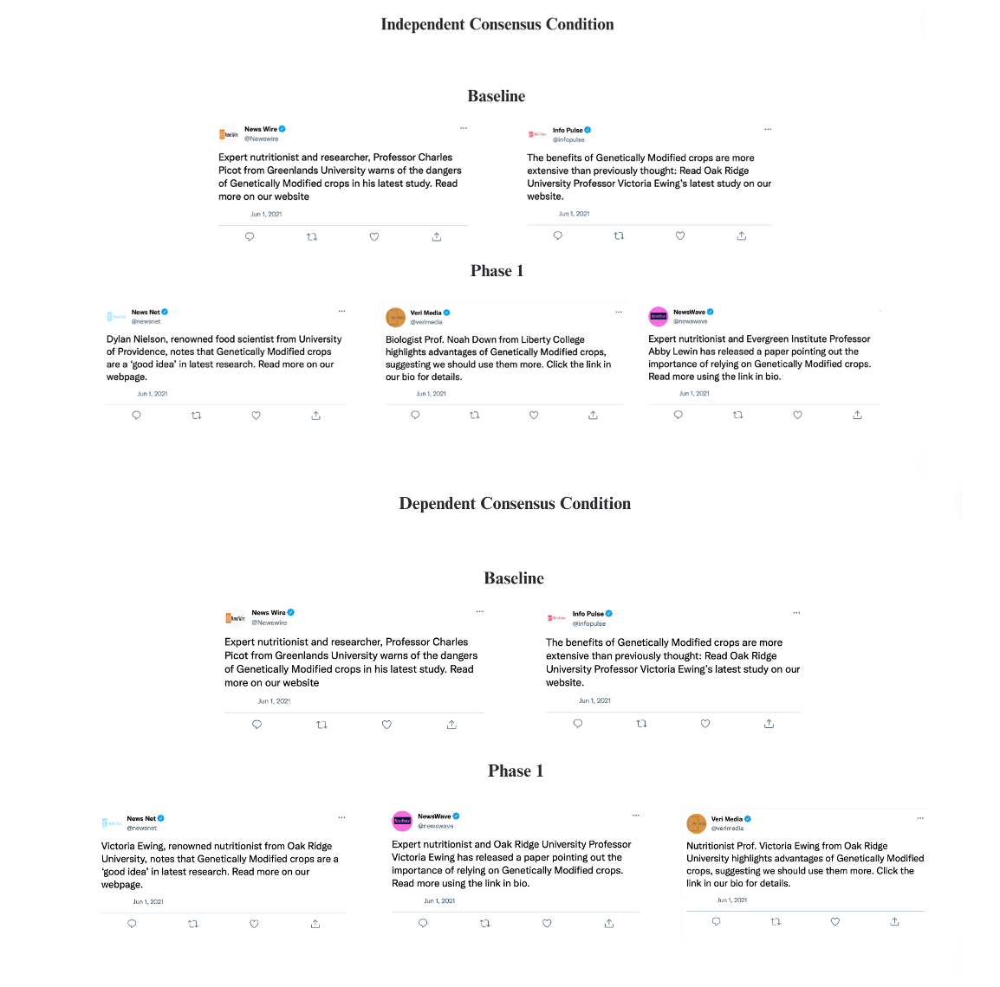 Independent Consensus Condition
Baseline
News Wire
@Newswire
Expert nutritionist and researcher, Professor Charles
Picot from Greenlands University warns of the dangers
of Genetically Modified crops in his latest study. Read
more on our website
Jun 1, 2021
Info Pulse
@infopulse
The benefits of Genetically Modified crops are more
extensive than previously thought: Read Oak Ridge
University Professor Victoria Ewing's latest study on our
website.
Jun 1, 2021
Phase 1
News Net
@newsnet
Dylan Nielson, renowned food scientist from University
of Providence, notes that Genetically Modified crops
are a ‘good idea’ in latest research. Read more on our
webpage.
Jun 1, 2021
Veri Media
@verimedia
Biologist Prof. Noah Down from Liberty College
highlights advantages of Genetically Modified crops,
suggesting we should use them more. Click the link in
our bio for details.
Jun 1, 2021
NewsWave
@newswave
Expert nutritionist and Evergreen Institute Professor
Abby Lewin has released a paper pointing out the
importance of relying on Genetically Modified crops.
Read more using the link in bio.
Jun 1, 2021
Dependent Consensus Condition
Baseline
News Wire
@Newswire
Expert nutritionist and researcher, Professor Charles
Picot from Greenlands University warns of the dangers
of Genetically Modified crops in his latest study. Read
more on our website
Jun 1, 2021
Info Pulse
@infopulse
The benefits of Genetically Modified crops are more
extensive than previously thought: Read Oak Ridge
University Professor Victoria Ewing's latest study on our
website.
Jun 1, 2021
Phase 1
News Net
@newsnet
Victoria Ewing, renowned nutritionist from Oak Ridge
University, notes that Genetically Modified crops are a
‘good idea’ in latest research. Read more on our
webpage.
Jun 1, 2021
NewsWave
@newswave
Expert nutritionist and Oak Ridge University Professor
Victoria Ewing has released a paper pointing out the
importance of relying on Genetically Modified crops.
Read more using the link in bio.
Jun 1, 2021
Veri Media
@verimedia
Nutritionist Prof. Victoria Ewing from Oak Ridge
University highlights advantages of Genetically Modified
crops, suggesting we should use them more. Click the
link in our bio for details.
Jun 1, 2021